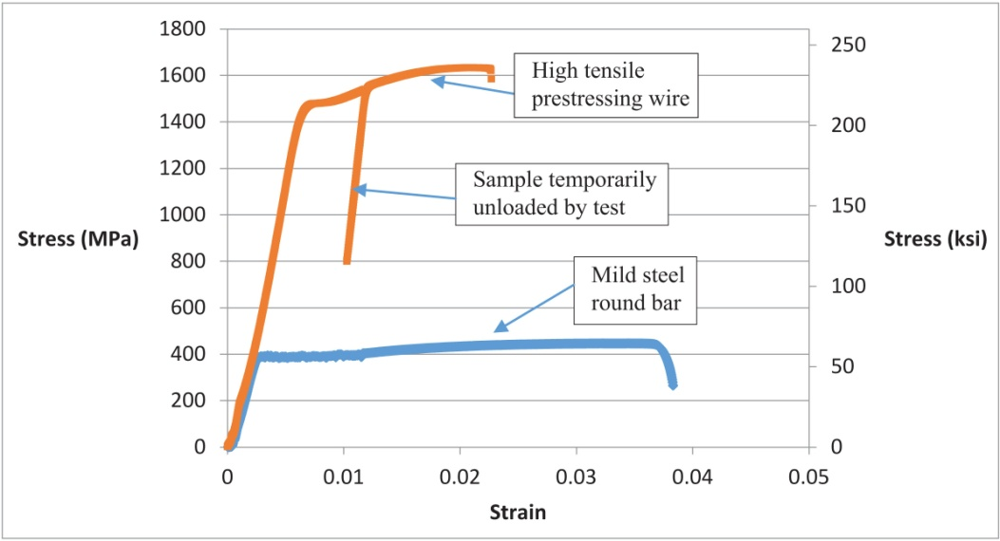 1800
1600
1400
1200
1000
800
600
400
200
0
250
200
150
100
50
0
Stress (MPa)
Stress (ksi)
High tensile
prestressing wire
Sample temporarily
unloaded by test
Mild steel
round bar
0 0.01 0.02 0.03 0.04 0.05
Strain